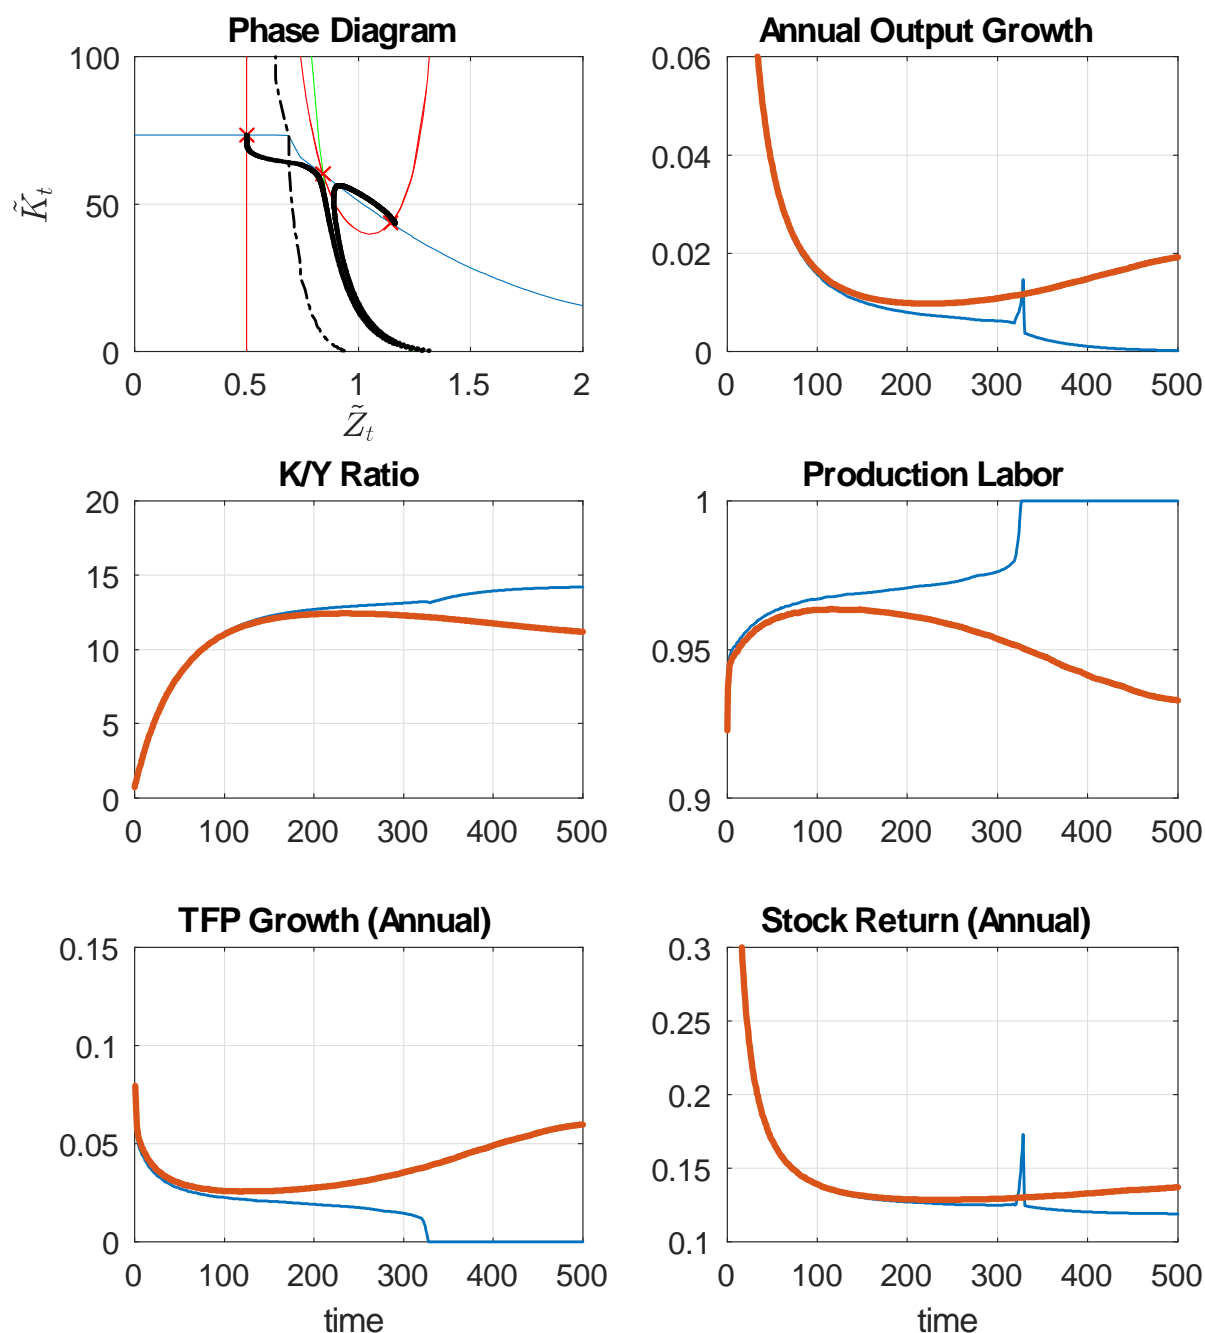 Phase Diagram
100
50
0
0 0.5 1 1.5 2
K̃t
Z̃t
Annual Output Growth
0.06
0.04
0.02
0
0 100 200 300 400 500
K/Y Ratio
20
15
10
5
0
0 100 200 300 400 500
Production Labor
1
0.95
0.9
0 100 200 300 400 500
TFP Growth (Annual)
0.15
0.1
0.05
0
0 100 200 300 400 500
time
Stock Return (Annual)
0.3
0.25
0.2
0.15
0.1
0 100 200 300 400 500
time